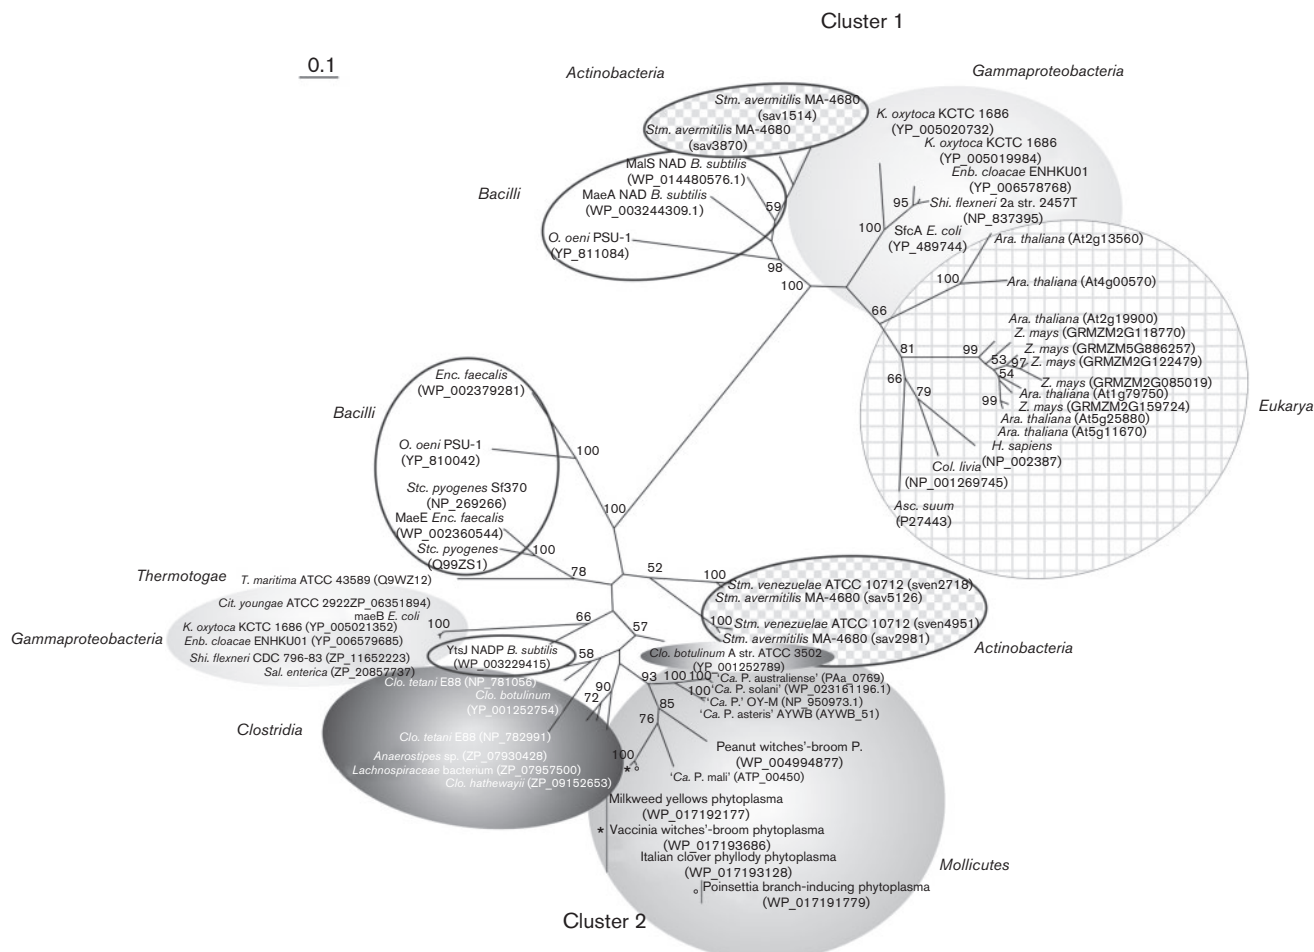 Cluster 1
0.1
Actinobacteria
Gammaproteobacteria
Stm. avermitilis MA-4680
(sav1514)
Stm. avermitilis MA-4680
(sav3870)
K. oxytoca KCTC 1686
(YP_005020732)
K. oxytoca KCTC 1686
(YP_005019984)
Enb. cloacae ENHKU01
(YP_006578768)
Shi. flexneri 2a str. 2457T
(NP_837395)
SfcA E. coli
(YP_489744)
95
100
Bacilli
MalS NAD B. subtilis
(WP_014480576.1)
MaeA NAD B. subtilis
(WP_003244309.1)
O. oeni PSU-1
(YP_811084)
59
98
100
Ara. thaliana (At2g13560)
100
Ara. thaliana (At4g00570)
66
Ara. thaliana (At2g19900)
Z. mays (GRMZM2G118770)
81
99
Z. mays (GRMZM5G886257)
53
97
Z. mays (GRMZM2G122479)
54
66
79
Z. mays (GRMZM2G085019)
Ara. thaliana (At1g79750)
99
Z. mays (GRMZM2G159724)
Eukarya
Ara. thaliana (At5g25880)
Ara. thaliana (At5g11670)
H. sapiens
(NP_002387)
Col. livia
(NP_001269745)
Asc. suum
(P27443)
Enc. faecalis
(WP_002379281)
Bacilli
O. oeni PSU-1
(YP_810042)
100
Stc. pyogenes Sf370
(NP_269266)
MaeE Enc. faecalis
(WP_002360544)
Stc. pyogenes
(Q99ZS1)
100
100
Thermotogae
T. maritima ATCC 43589 (Q9WZ12)
78
52
100
Stm. venezuelae ATCC 10712 (sven2718)
Stm. avermitilis MA-4680 (sav5126)
Stm. venezuelae ATCC 10712 (sven4951)
100
Stm. avermitilis MA-4680 (sav2981)
Actinobacteria
Cit. youngae ATCC 2922ZP_06351894)
maeB E. coli
K. oxytoca KCTC 1686 (YP_005021352)
Gammaproteobacteria
Enb. cloacae ENHKU01 (YP_006579685)
Shi. flexneri CDC 796-83 (ZP_11652223)
Sal. enterica (ZP_20857737)
100
66
57
YtsJ NADP B. subtilis
(WP_003229415)
58
Clo. botulinum A str. ATCC 3502
(YP_001252789)
Clo. tetani E88 (NP_781056)
Clo. botulinum
(YP_001252754)
90
72
Clostridia
Clo. tetani E88 (NP_782991)
Anaerostipes sp. (ZP_07930428)
Lachnospiraceae bacterium (ZP_07957500)
Clo. hathewayii (ZP_09152653)
93
100
100
'Ca. P. australiense' (PAa_0769)
100
'Ca. P. solani' (WP_023161196.1)
'Ca. P.' OY-M (NP_950973.1)
'Ca. P. asteris' AYWB (AYWB_51)
85
76
Peanut witches'-broom P.
(WP_004994877)
100
*
°
'Ca. P. mali' (ATP_00450)
Milkweed yellows phytoplasma
(WP_017192177)
* Vaccinia witches'-broom phytoplasma
(WP_017193686)
Italian clover phyllody phytoplasma
(WP_017193128)
Mollicutes
° Poinsettia branch-inducing phytoplasma
(WP_017191779)
Cluster 2